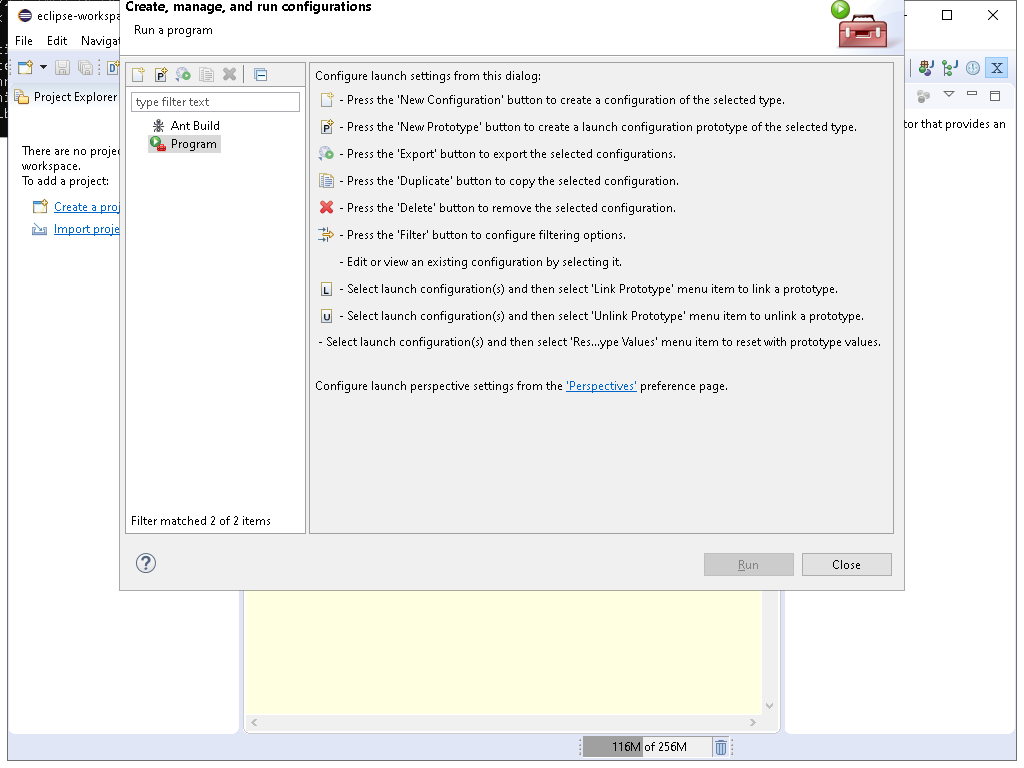 Create, manage, and run configurations
Run a program
eclipse-workspa
File Edit Naviga
Project Explorer
There are no proje
workspace.
To add a project:
Create a proj
Import proje
type filter text
Ant Build
Program
Filter matched 2 of 2 items
Configure launch settings from this dialog:
- Press the 'New Configuration' button to create a configuration of the selected type.
- Press the 'New Prototype' button to create a launch configuration prototype of the selected type.
- Press the 'Export' button to export the selected configurations.
- Press the 'Duplicate' button to copy the selected configuration.
- Press the 'Delete' button to remove the selected configuration.
- Press the 'Filter' button to configure filtering options.
- Edit or view an existing configuration by selecting it.
L - Select launch configuration(s) and then select 'Link Prototype' menu item to link a prototype.
U - Select launch configuration(s) and then select 'Unlink Prototype' menu item to unlink a prototype.
- Select launch configuration(s) and then select 'Res...ype Values' menu item to reset with prototype values.
Configure launch perspective settings from the 'Perspectives' preference page.
tor that provides an
Run Close
116M of 256M